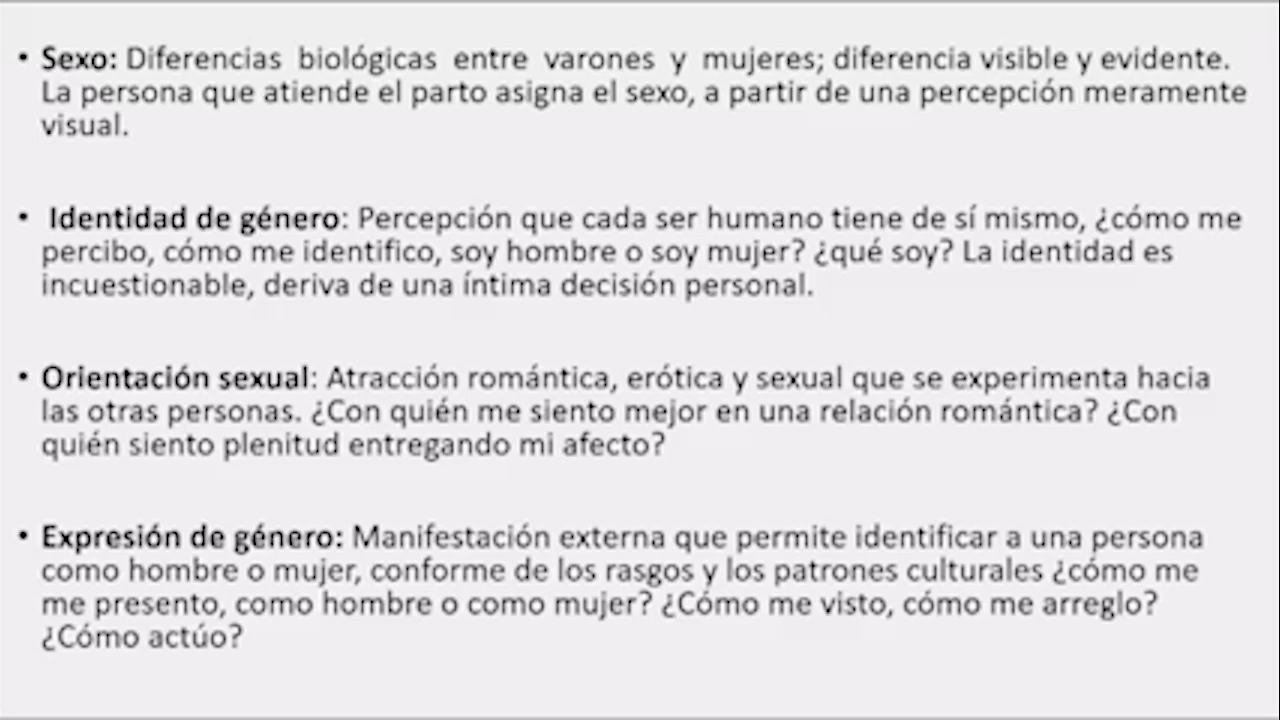 • Sexo: Diferencias biológicas entre varones y mujeres; diferencia visible y evidente.
La persona que atiende el parto asigna el sexo, a partir de una percepción meramente
visual.
• Identidad de género: Percepción que cada ser humano tiene de sí mismo, ¿cómo me
percibo, cómo me identifico, soy hombre o soy mujer? ¿qué soy? La identidad es
incuestionable, deriva de una íntima decisión personal.
• Orientación sexual: Atracción romántica, erótica y sexual que se experimenta hacia
las otras personas. ¿Con quién me siento mejor en una relación romántica? ¿Con
quién siento plenitud entregando mi afecto?
• Expresión de género: Manifestación externa que permite identificar a una persona
como hombre o mujer, conforme de los rasgos y los patrones culturales ¿cómo me
me presento, como hombre o como mujer? ¿Cómo me visto, cómo me arreglo?
¿Cómo actúo?